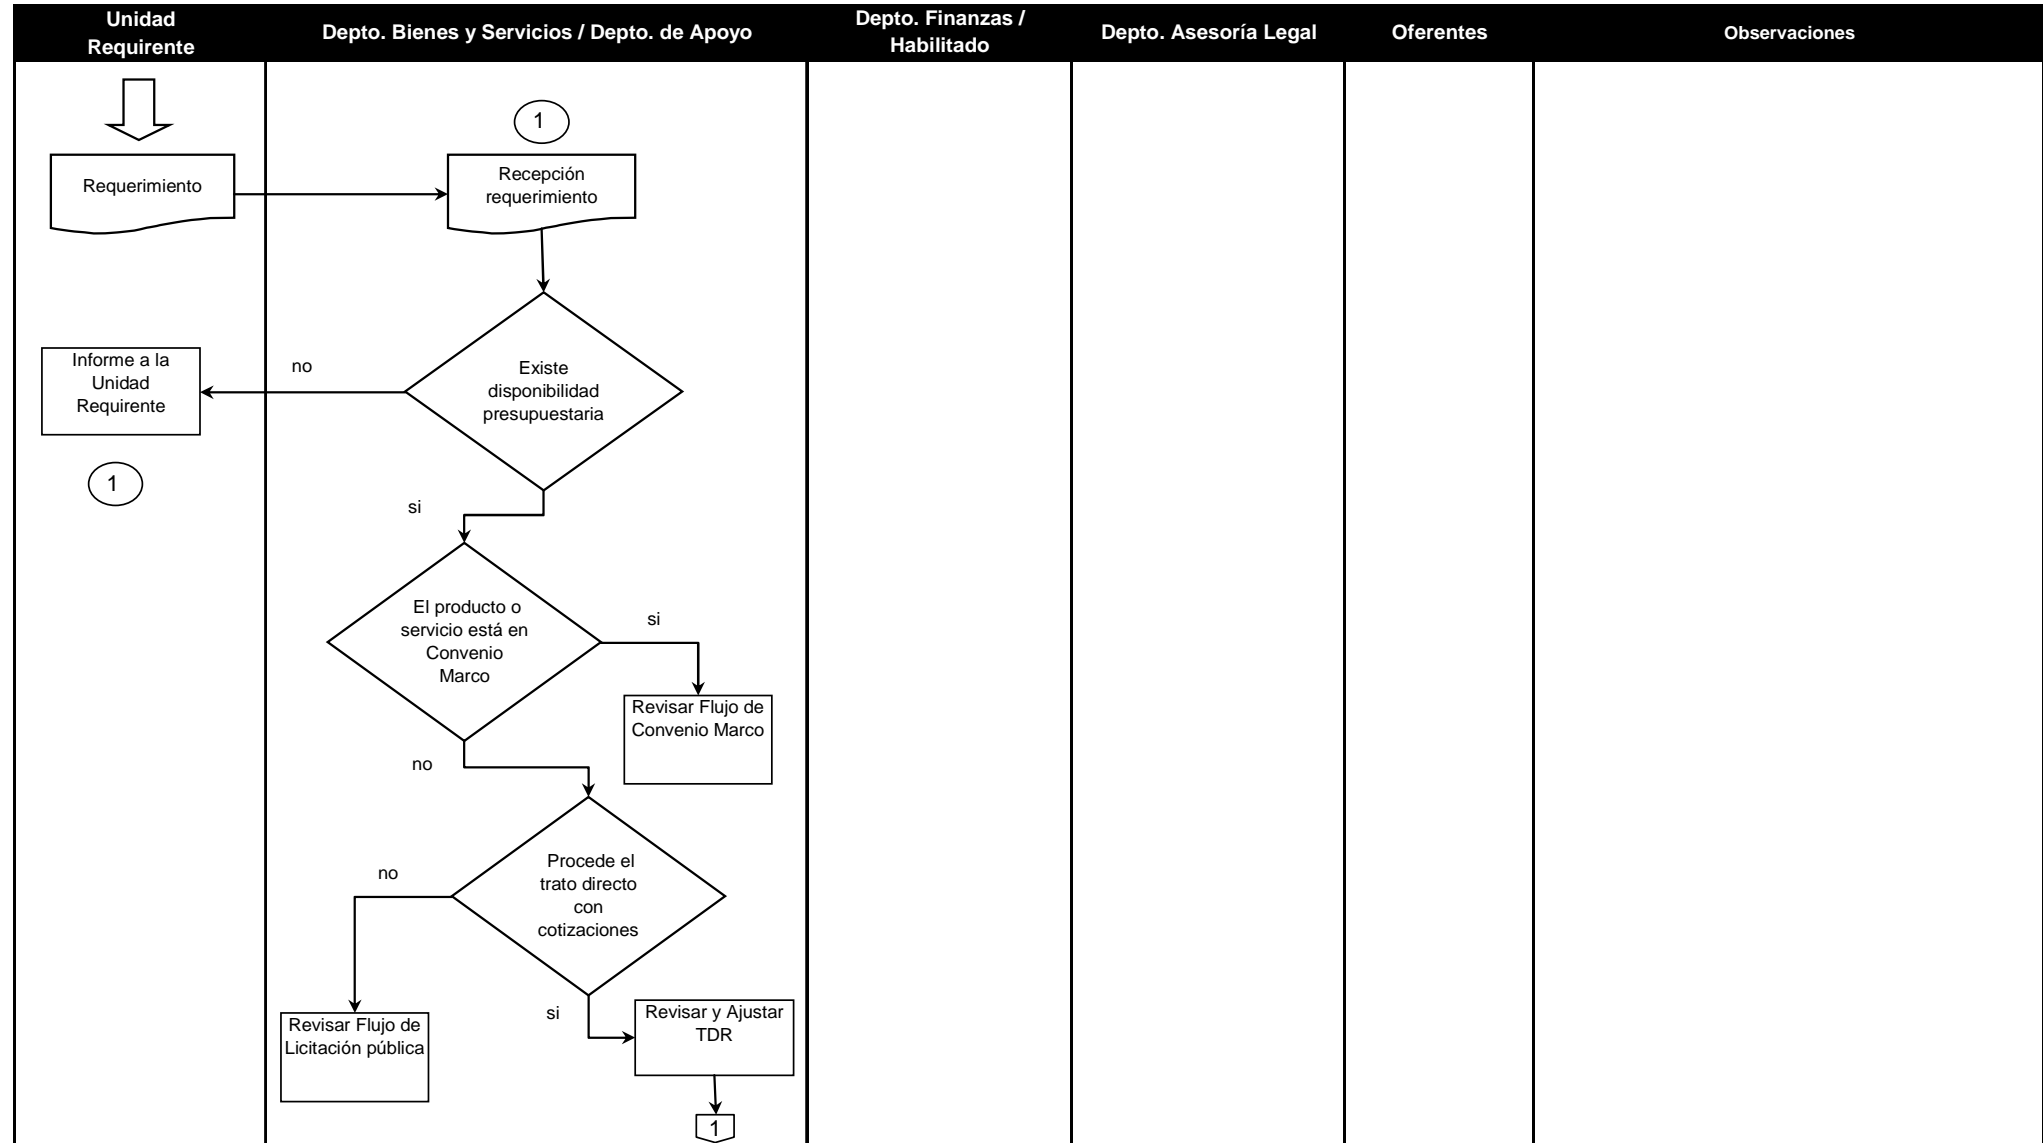 Unidad
Requirente
Depto. Bienes y Servicios / Depto. de Apoyo
Depto. Finanzas /
Habilitado
Depto. Asesoría Legal
Oferentes
Observaciones
1
Requerimiento
Recepción
requerimiento
Informe a la
Unidad
Requirente
no
Existe
disponibilidad
presupuestaria
1
si
El producto o
servicio está en
Convenio
Marco
si
Revisar Flujo de
Convenio Marco
no
Procede el
trato directo
con
cotizaciones
no
Revisar Flujo de
Licitación pública
si
Revisar y Ajustar
TDR
1